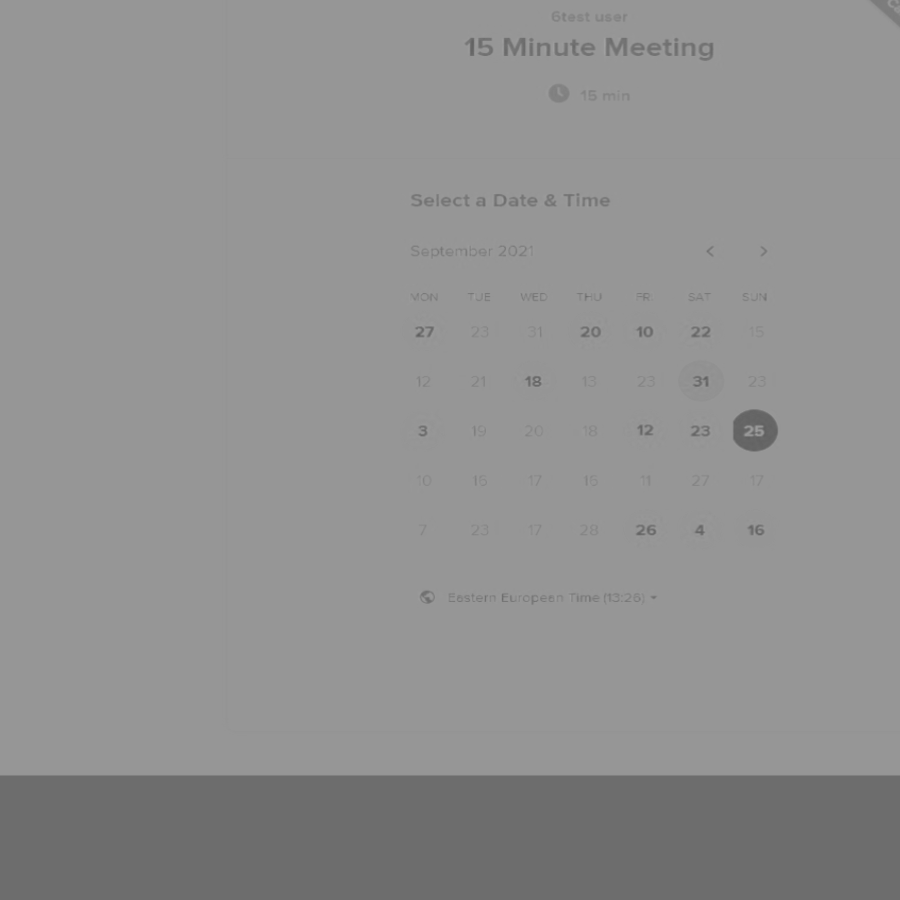 6test user
15 Minute Meeting
15 min
Select a Date & Time
September 2021
MON TUE WED THU FRI SAT SUN
27 23 31 20 10 22 15
12 21 18 13 23 31 23
3 19 20 18 12 23 25
10 15 17 15 11 27 17
7 23 17 28 26 4 16
Eastern European Time (13:26)